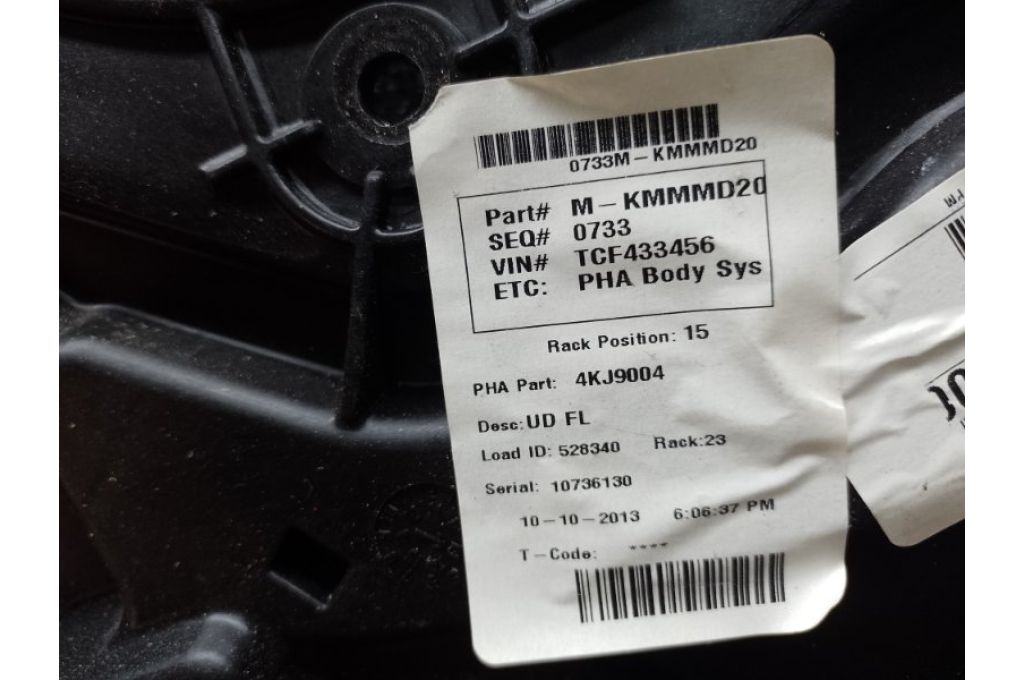 0733M-KMMMD20
Part# M-KMMMD20
SEQ# 0733
VIN# TCF433456
ETC: PHA Body Sys
Rack Position: 15
PHA Part: 4KJ9004
Desc: UD FL
Load ID: 528340 Rack:23
Serial: 10736130
10-10-2013 6:06:37 PM
T-Code: ****